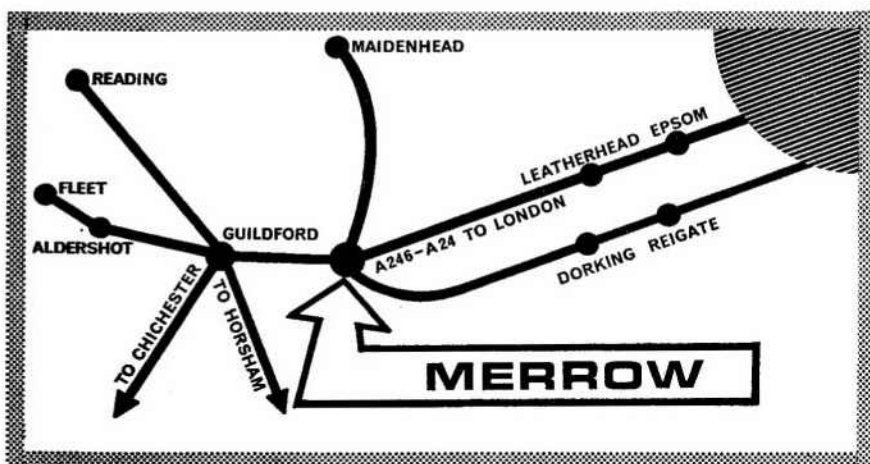 MAIDENHEAD
READING
LEATHERHEAD EPSOM
FLEET
ALDERSHOT
GUILDFORD
A246-A24 TO LONDON
DORKING REIGATE
TO CHICHESTER
TO HORSHAM
MERROW